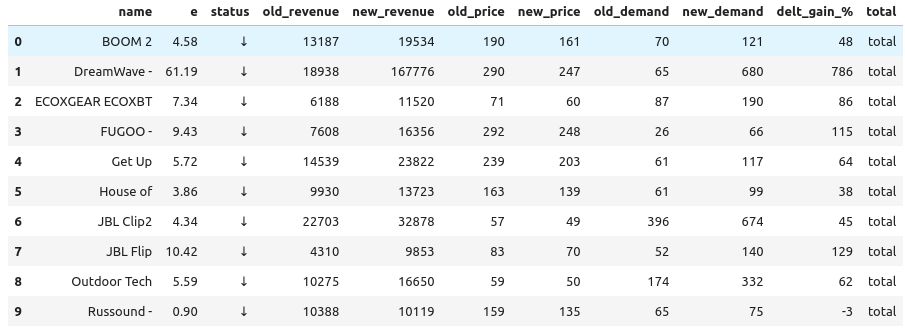 name e status old_revenue new_revenue old_price new_price old_demand new_demand delt_gain_% total
0 BOOM 2 4.58 ↓ 13187 19534 190 161 70 121 48 total
1 DreamWave - 61.19 ↓ 18938 167776 290 247 65 680 786 total
2 ECOXGEAR ECOXBT 7.34 ↓ 6188 11520 71 60 87 190 86 total
3 FUGOO - 9.43 ↓ 7608 16356 292 248 26 66 115 total
4 Get Up 5.72 ↓ 14539 23822 239 203 61 117 64 total
5 House of 3.86 ↓ 9930 13723 163 139 61 99 38 total
6 JBL Clip2 4.34 ↓ 22703 32878 57 49 396 674 45 total
7 JBL Flip 10.42 ↓ 4310 9853 83 70 52 140 129 total
8 Outdoor Tech 5.59 ↓ 10275 16650 59 50 174 332 62 total
9 Russound - 0.90 ↓ 10388 10119 159 135 65 75 -3 total